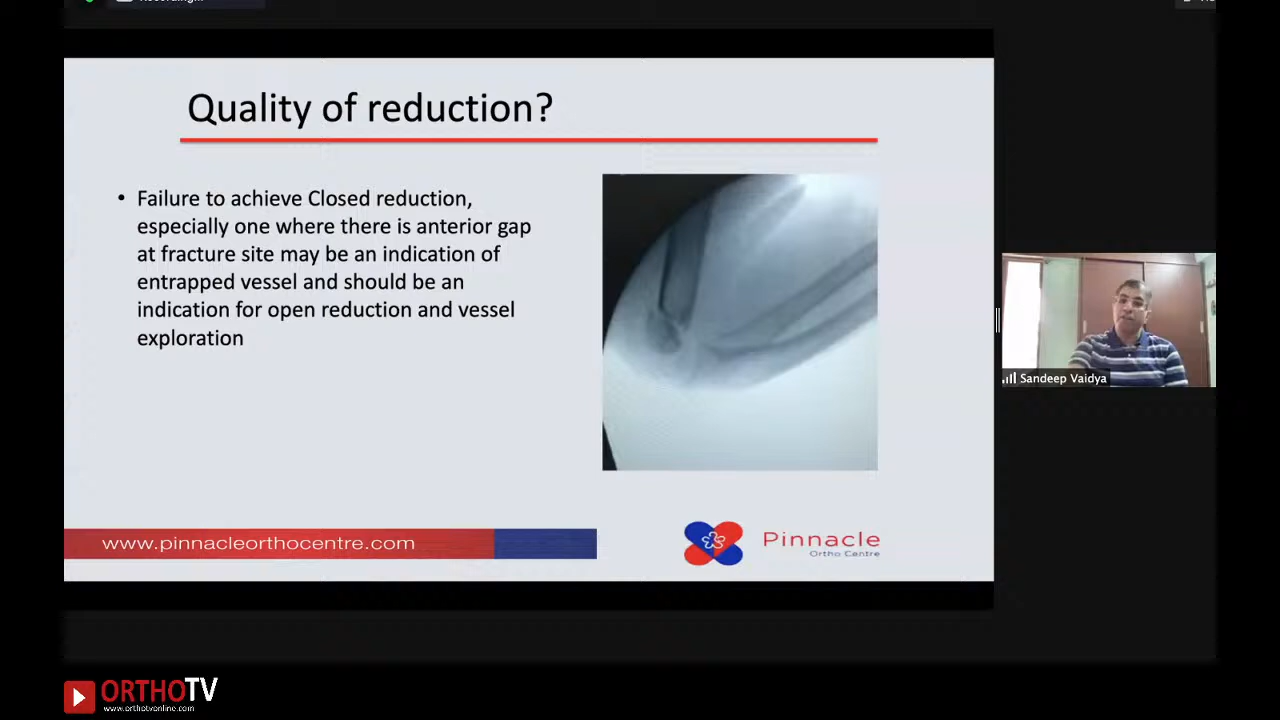 Quality of reduction?
• Failure to achieve Closed reduction,
especially one where there is anterior gap
at fracture site may be an indication of
entrapped vessel and should be an
indication for open reduction and vessel
exploration
Sandeep Vaidya
www.pinnacleorthocentre.com
Pinnacle
Ortho Centre
ORTHOTV
www.orthotvonline.com